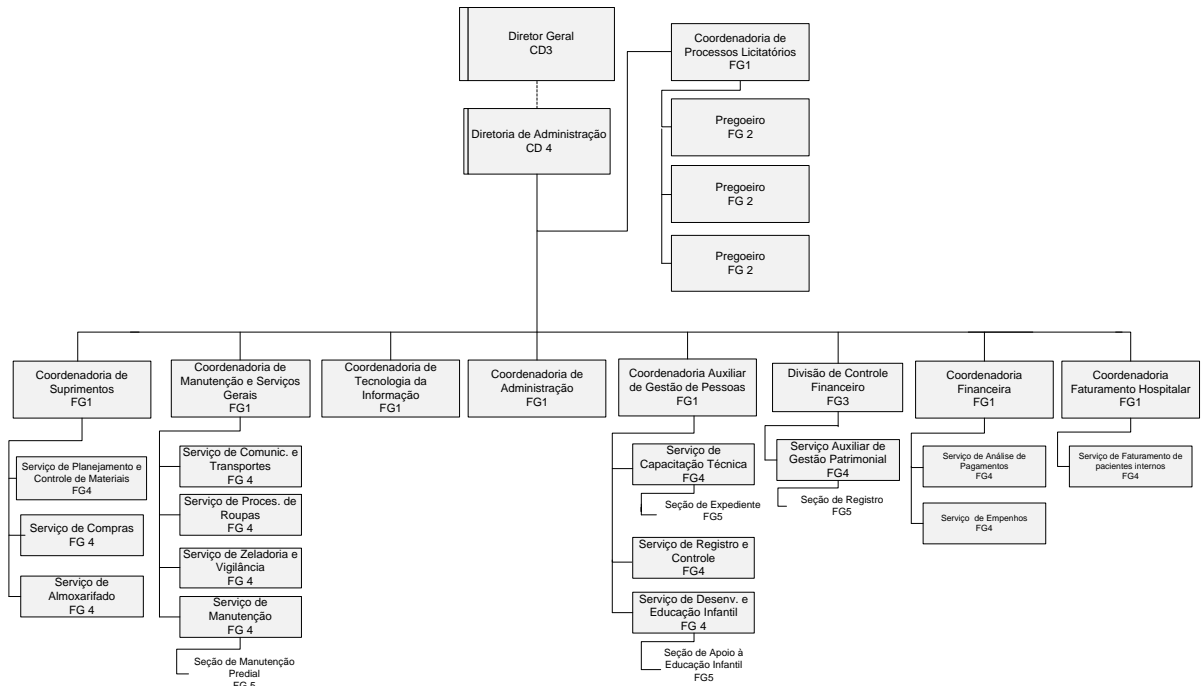 Diretor Geral
CD3
Diretoria de Administração
CD 4
Coordenadoria de
Processos Licitatórios
FG1
Pregoeiro
FG 2
Pregoeiro
FG 2
Pregoeiro
FG 2
Coordenadoria de
Suprimentos
FG1
Serviço de Planejamento e
Controle de Materiais
FG4
Serviço de Compras
FG 4
Serviço de
Almoxarifado
FG 4
Coordenadoria de
Manutenção e Serviços
Gerais
FG1
Serviço de Comunic. e
Transportes
FG 4
Serviço de Proces. de
Roupas
FG 4
Serviço de Zeladoria e
Vigilância
FG 4
Serviço de
Manutenção
FG 4
Seção de Manutenção
Predial
FG 5
Coordenadoria de
Tecnologia da
Informação
FG1
Coordenadoria de
Administração
FG1
Coordenadoria Auxiliar
de Gestão de Pessoas
FG1
Serviço de
Capacitação Técnica
FG4
Seção de Expediente
FG5
Serviço de Registro e
Controle
FG4
Serviço de Desenv. e
Educação Infantil
FG 4
Seção de Apoio à
Educação Infantil
FG5
Divisão de Controle
Financeiro
FG3
Serviço Auxiliar de
Gestão Patrimonial
FG4
Seção de Registro
FG5
Coordenadoria
Financeira
FG1
Serviço de Análise de
Pagamentos
FG4
Serviço de Empenhos
FG4
Coordenadoria
Faturamento Hospitalar
FG1
Serviço de Faturamento de
pacientes internos
FG4